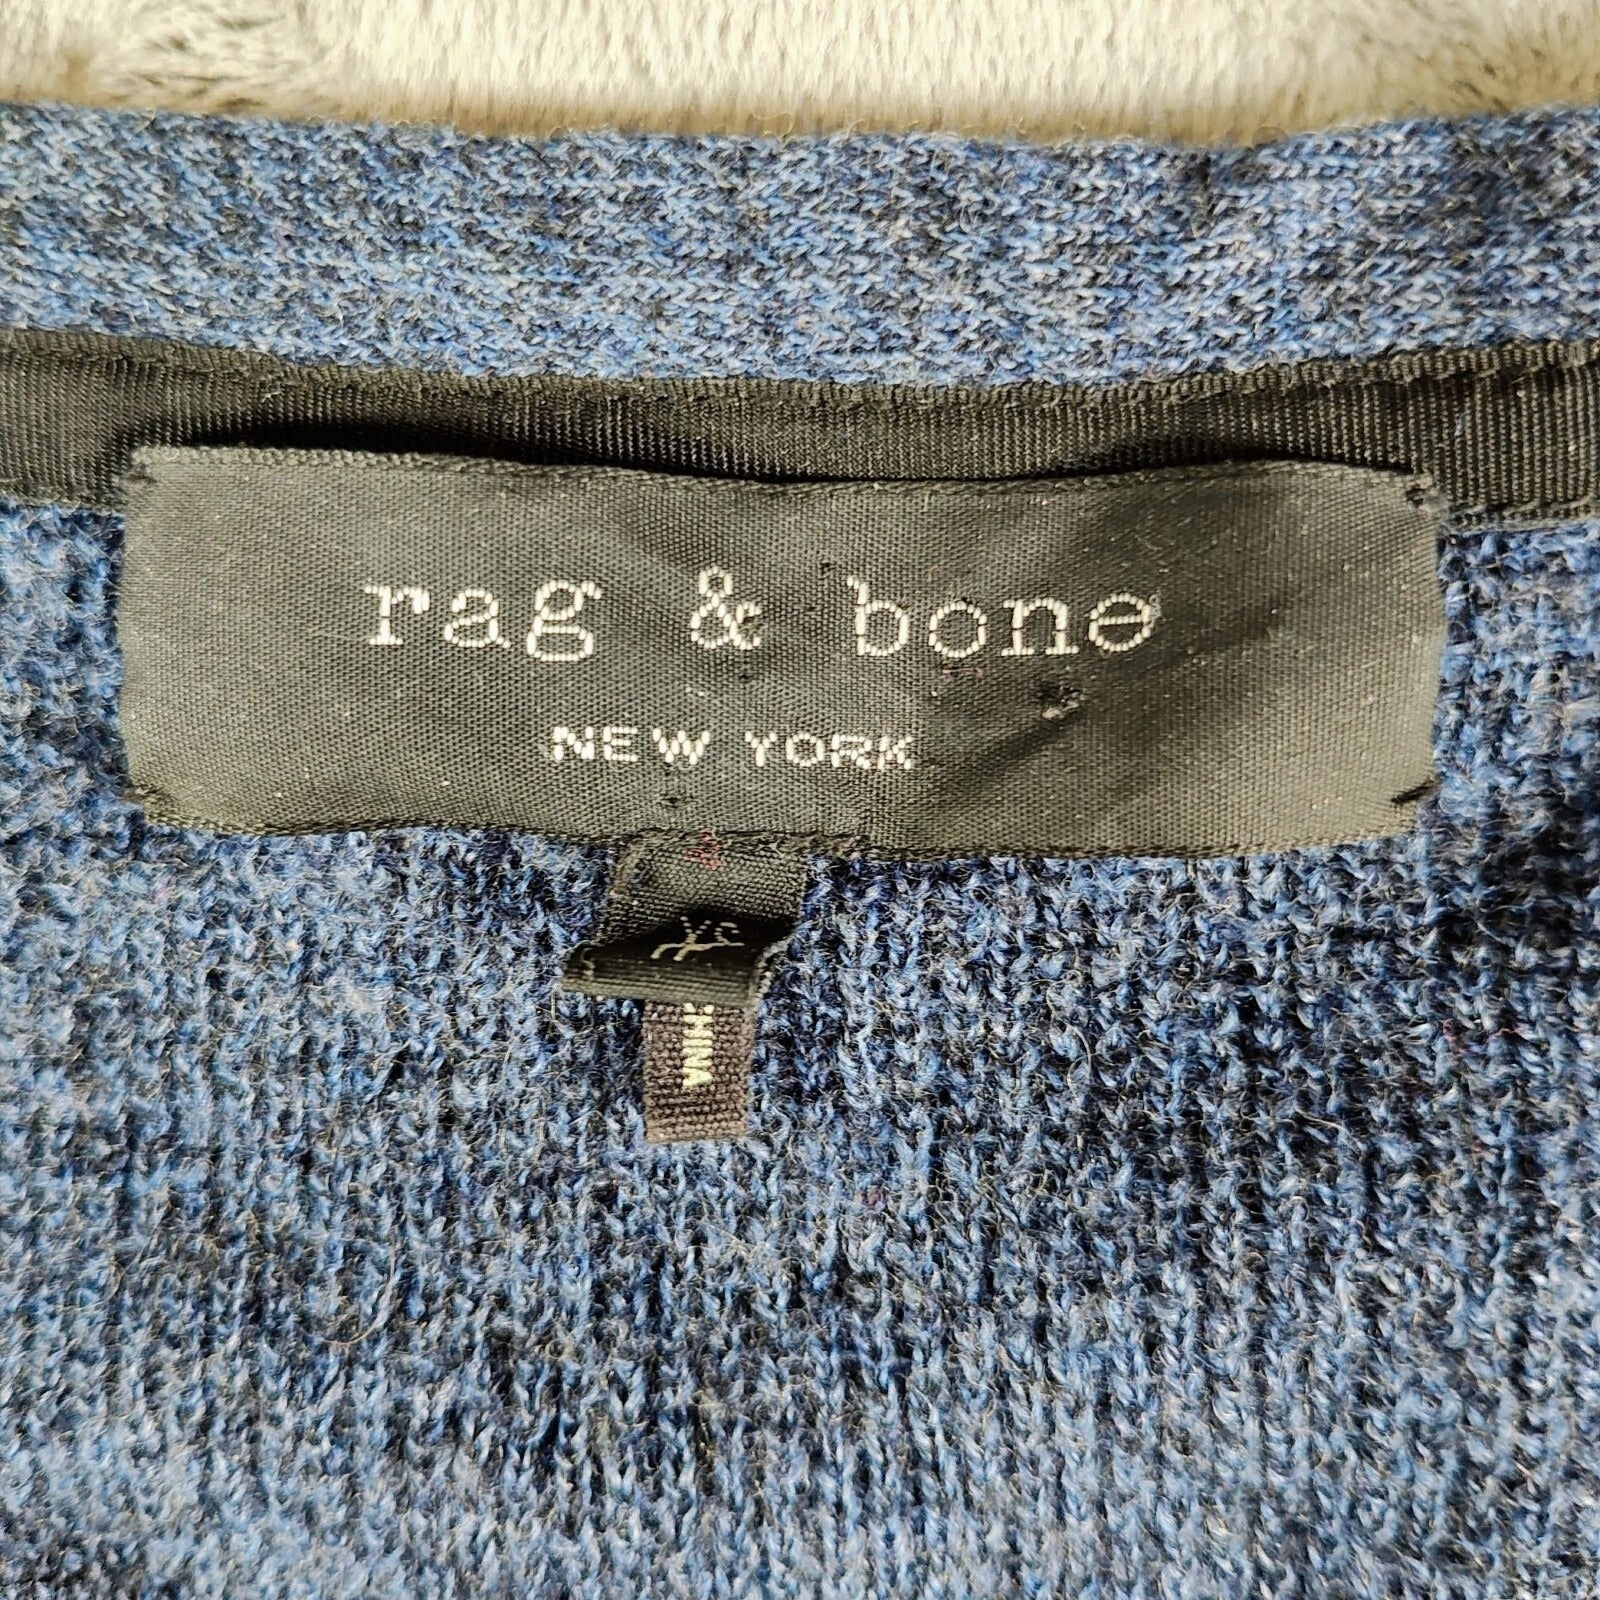 rag & bone
NEW YORK
XS